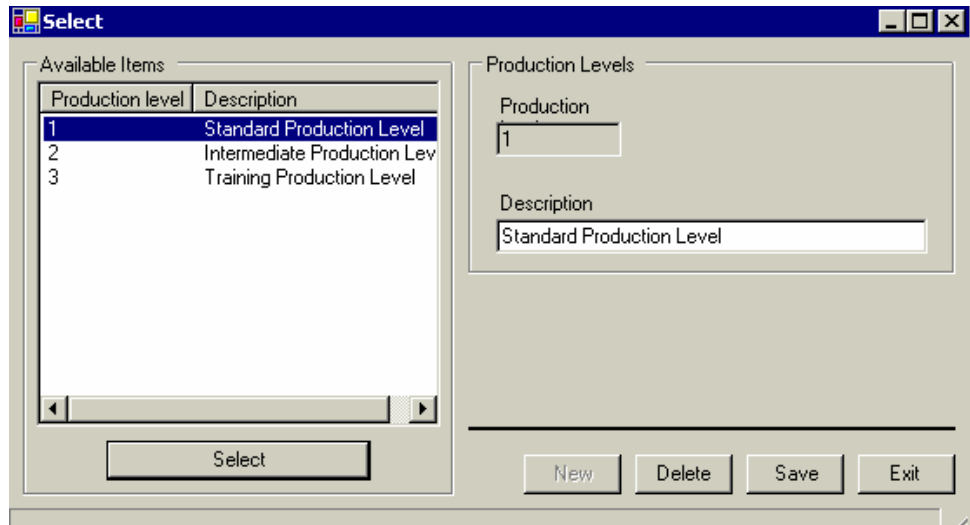 Select
Available Items
Production level Description
1 Standard Production Level
2 Intermediate Production Lev
3 Training Production Level
Select
Production Levels
Production
1
Description
Standard Production Level
New Delete Save Exit